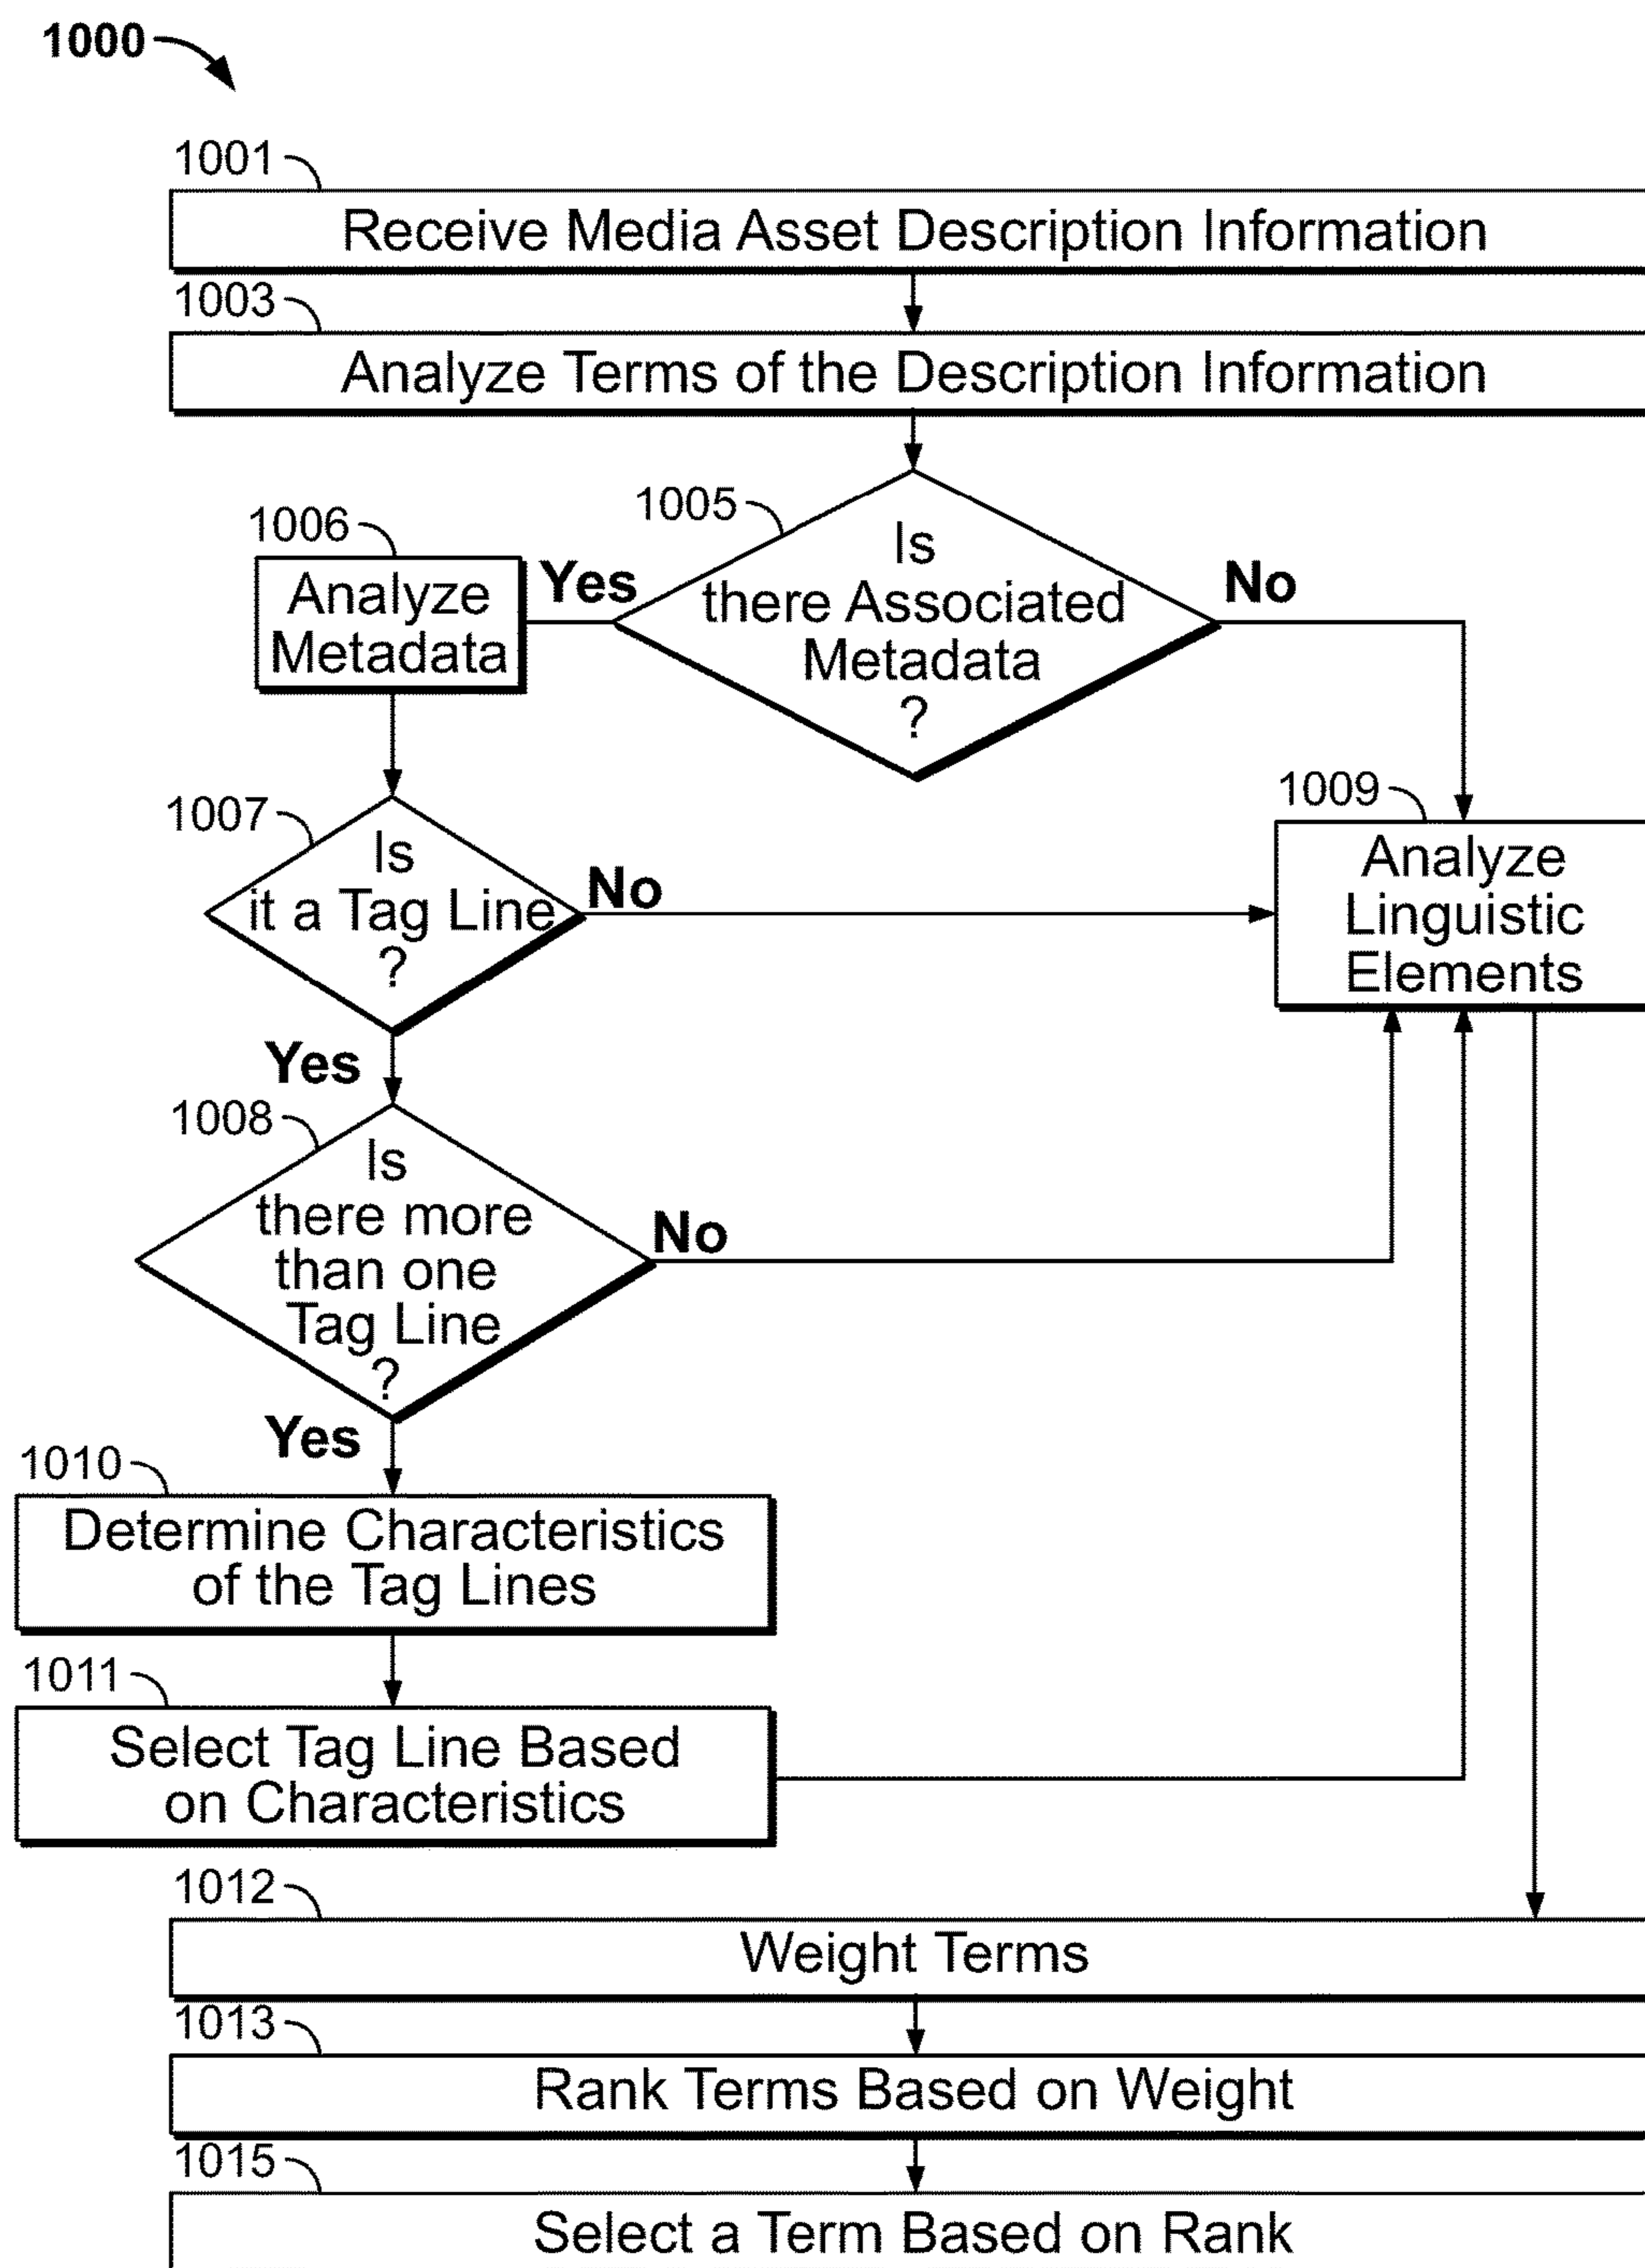 1000
1001
Receive Media Asset Description Information
1003
Analyze Terms of the Description Information
1005
Is
there Associated
Metadata
?
Yes
No
1006
Analyze
Metadata
1007
Is
it a Tag Line
?
No
Yes
1009
Analyze
Linguistic
Elements
1008
Is
there more
than one
Tag Line
?
No
Yes
1010
Determine Characteristics
of the Tag Lines
1011
Select Tag Line Based
on Characteristics
1012
Weight Terms
1013
Rank Terms Based on Weight
1015
Select a Term Based on Rank